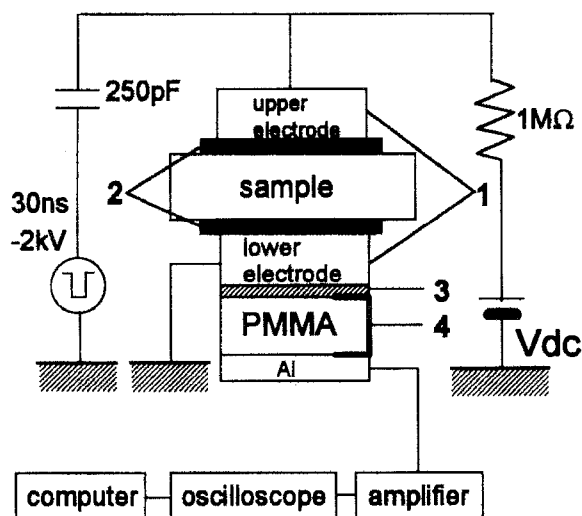 250pF
upper
electrode
1MΩ
2
sample
1
30ns
-2kV
lower
electrode
3
PMMA
4
Al
Vdc
computer
oscilloscope
amplifier